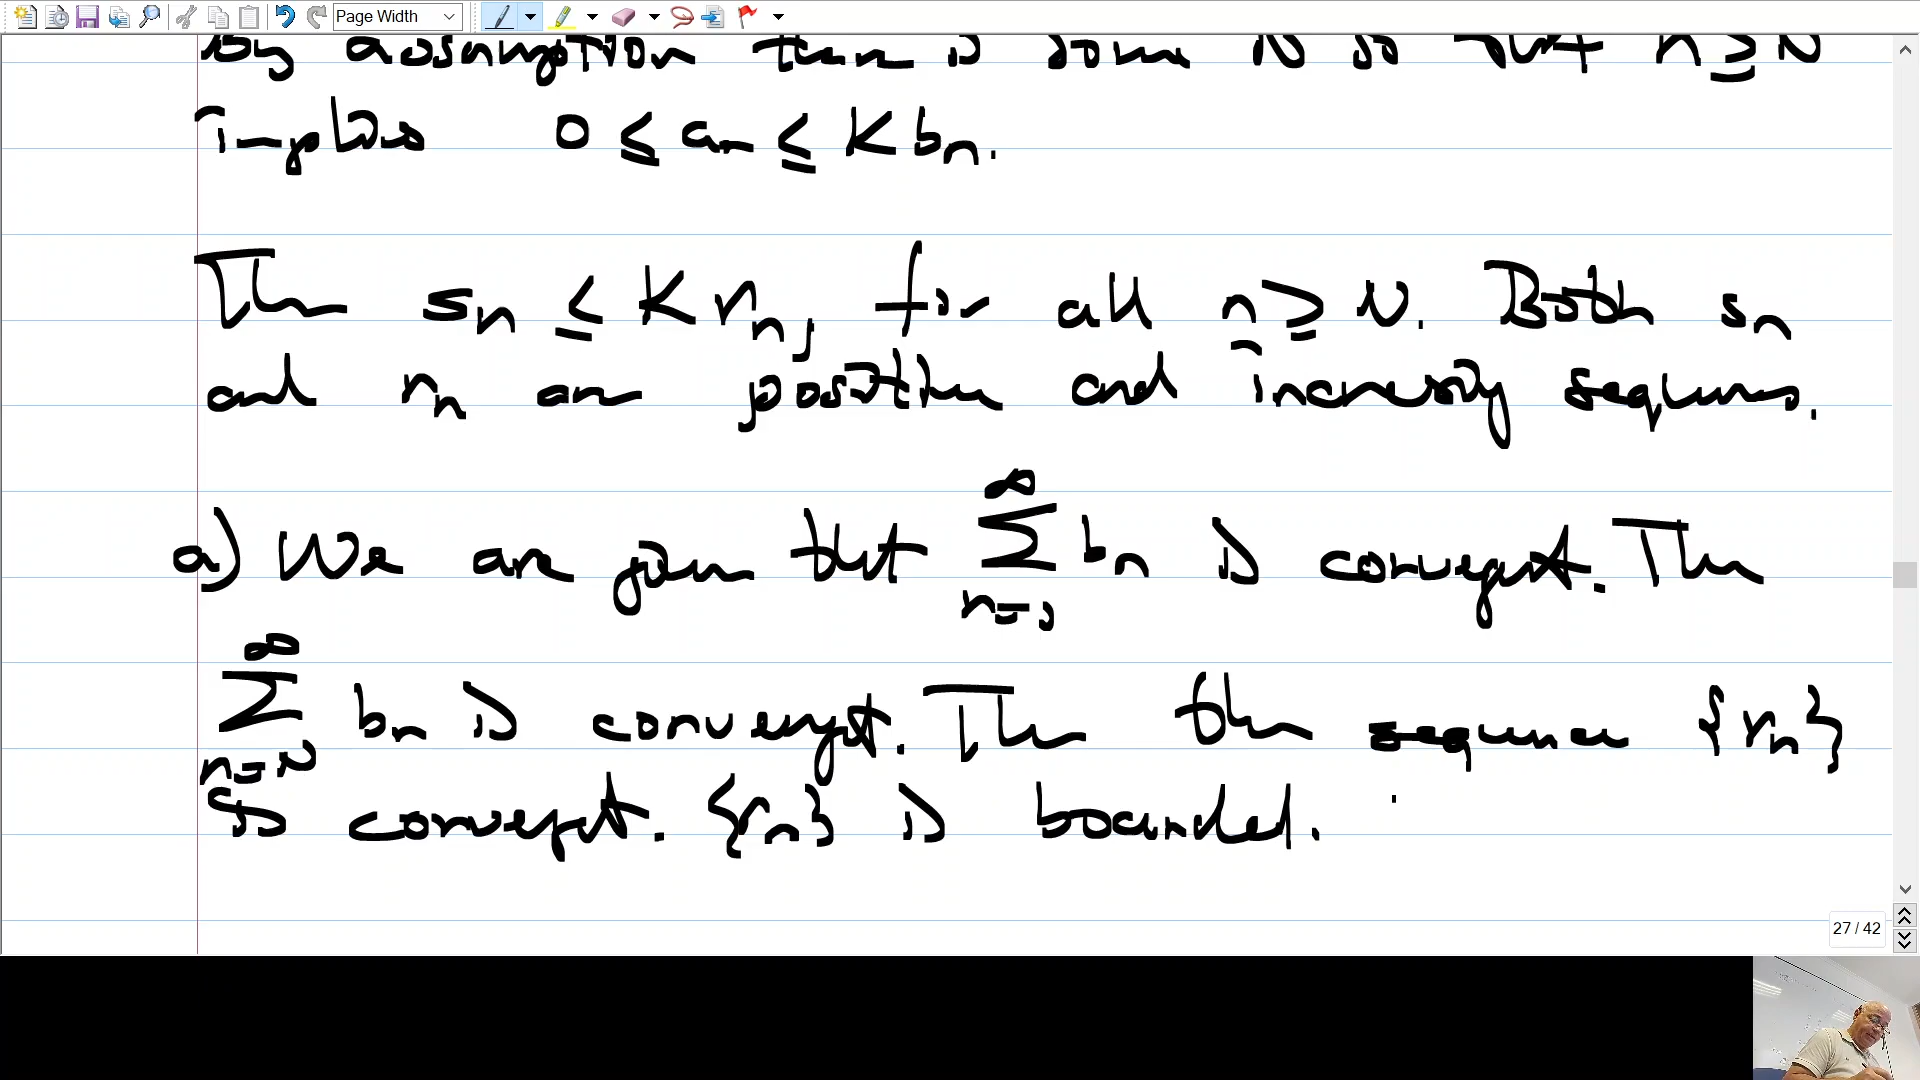 Page Width
By assumption there is some N so that n ≥ N
implies 0 ≤ aₙ ≤ K bₙ.
Then sₙ ≤ K rₙ, for all n ≥ N. Both sₙ
and rₙ are positive and increasing sequences.
a) We are given that ∑_{n=1}^{∞} bₙ is convergent. Then
∑_{n=N}^{∞} bₙ is convergent. Then the sequence {rₙ}
is convergent. {rₙ} is bounded.
27 / 42